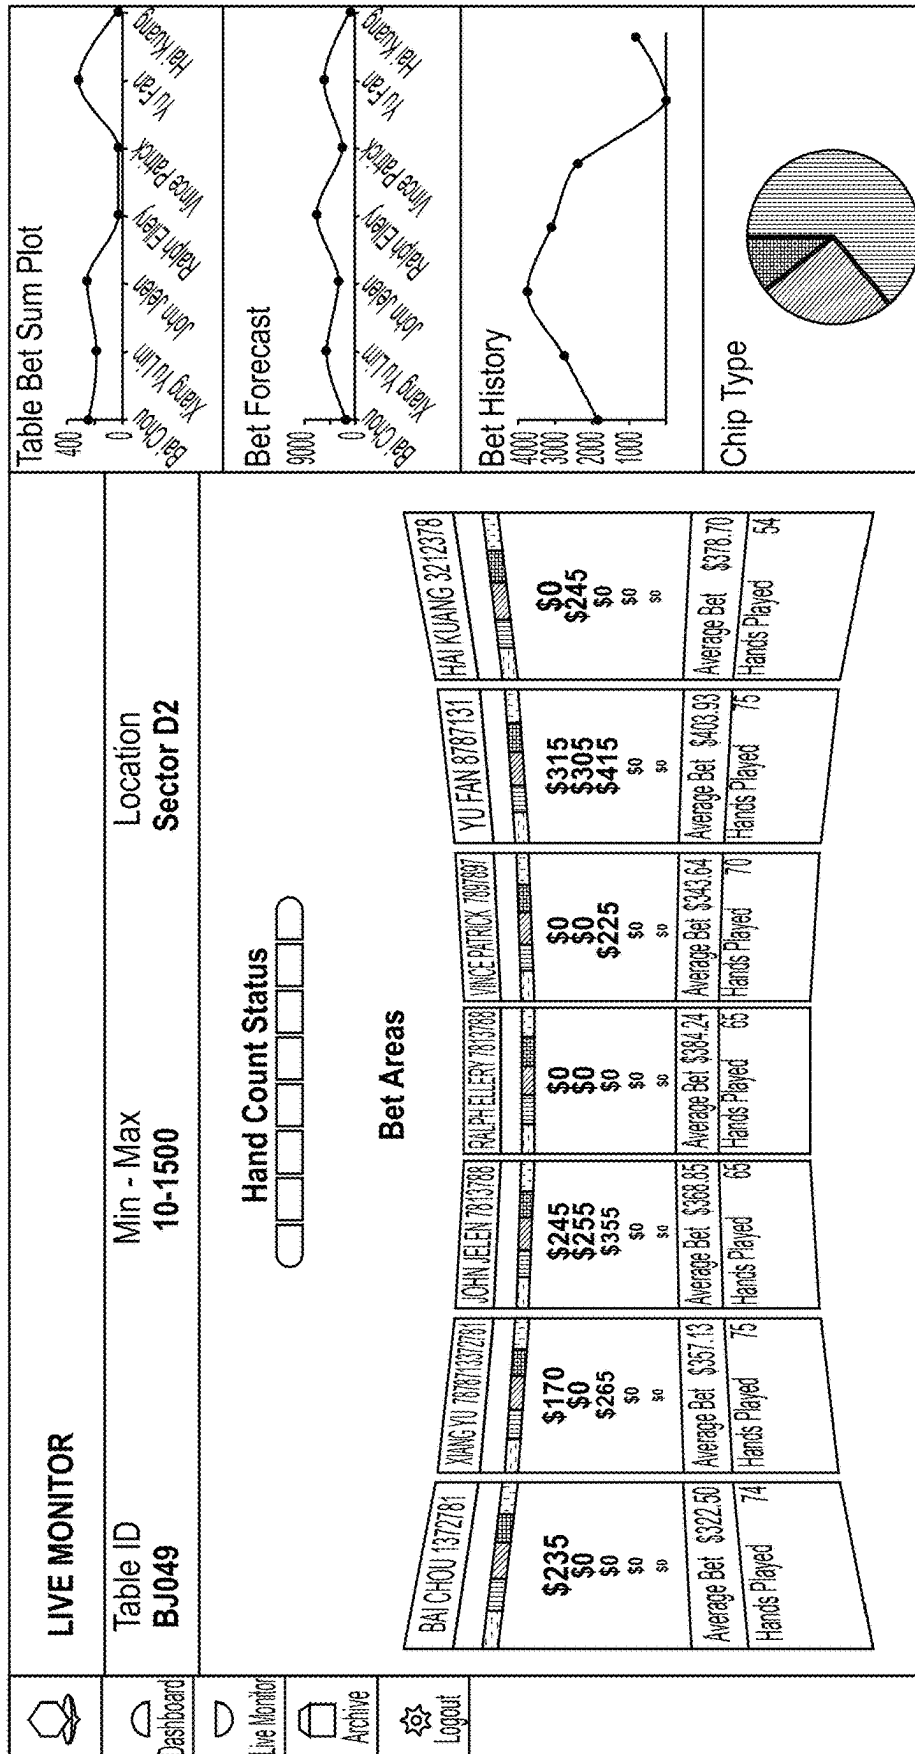 LIVE MONITOR
Dashboard
Live Monitor
Archive
Logout
Table ID
BJ049
Min - Max
10-1500
Location
Sector D2
Hand Count Status
Bet Areas
BAI CHOU 1372781
$235
$0
$0
$0
$0
Average Bet $322.50
Hands Played 74
XIANG YU 7878713372781
$170
$0
$265
$0
$0
Average Bet $357.13
Hands Played 75
JOHN JELEN 7813788
$245
$255
$355
$0
$0
Average Bet $368.85
Hands Played 65
RALPH ELLERY 7813788
$0
$0
$0
$0
$0
Average Bet $384.24
Hands Played 65
VINCE PATRICK 7897897
$0
$0
$225
$0
$0
Average Bet $343.64
Hands Played 70
YU FAN 8787131
$315
$305
$415
$0
$0
Average Bet $403.93
Hands Played 75
HAI KUANG 3212378
$0
$245
$0
$0
$0
Average Bet $378.70
Hands Played 54
Table Bet Sum Plot
400
0
Bai Chou
Xiang Yu Lim
John Jelen
Ralph Ellery
Vince Patrick
Yu Fan
Hai Kuang
Bet Forecast
9000
0
Bai Chou
Xiang Yu Lim
John Jelen
Ralph Ellery
Vince Patrick
Yu Fan
Hai Kuang
Bet History
4000
3000
2000
1000
Chip Type